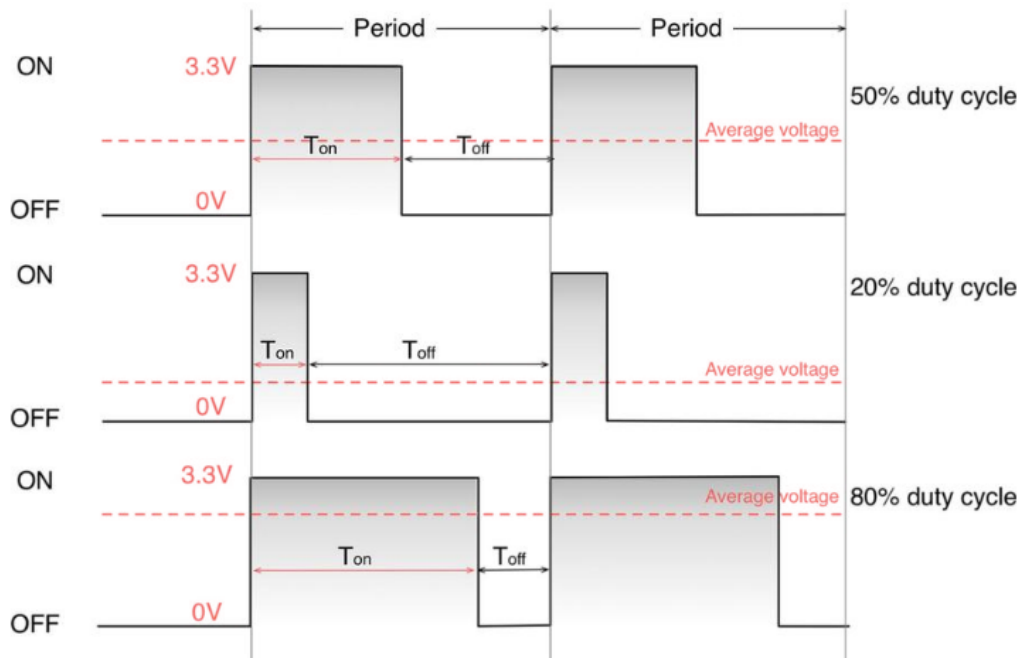 Period Period
ON 3.3V
50% duty cycle
Average voltage
Ton Toff
OFF 0V
ON 3.3V
20% duty cycle
Ton Toff
Average voltage
OFF 0V
ON 3.3V
Average voltage 80% duty cycle
Ton Toff
OFF 0V